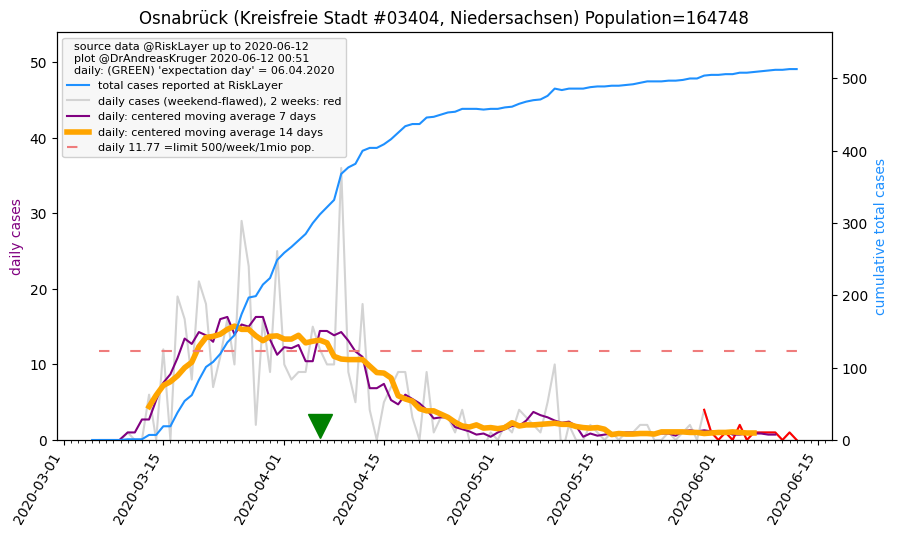 Osnabrück (Kreisfreie Stadt #03404, Niedersachsen) Population=164748
source data @RiskLayer up to 2020-06-12
plot @DrAndreasKruger 2020-06-12 00:51
daily: (GREEN) 'expectation day' = 06.04.2020
total cases reported at RiskLayer
daily cases (weekend-flawed), 2 weeks: red
daily: centered moving average 7 days
daily: centered moving average 14 days
daily 11.77 =limit 500/week/1mio pop.
daily cases
50
40
30
20
10
0
cumulative total cases
500
400
300
200
100
0
2020-03-01
2020-03-15
2020-04-01
2020-04-15
2020-05-01
2020-05-15
2020-06-01
2020-06-15